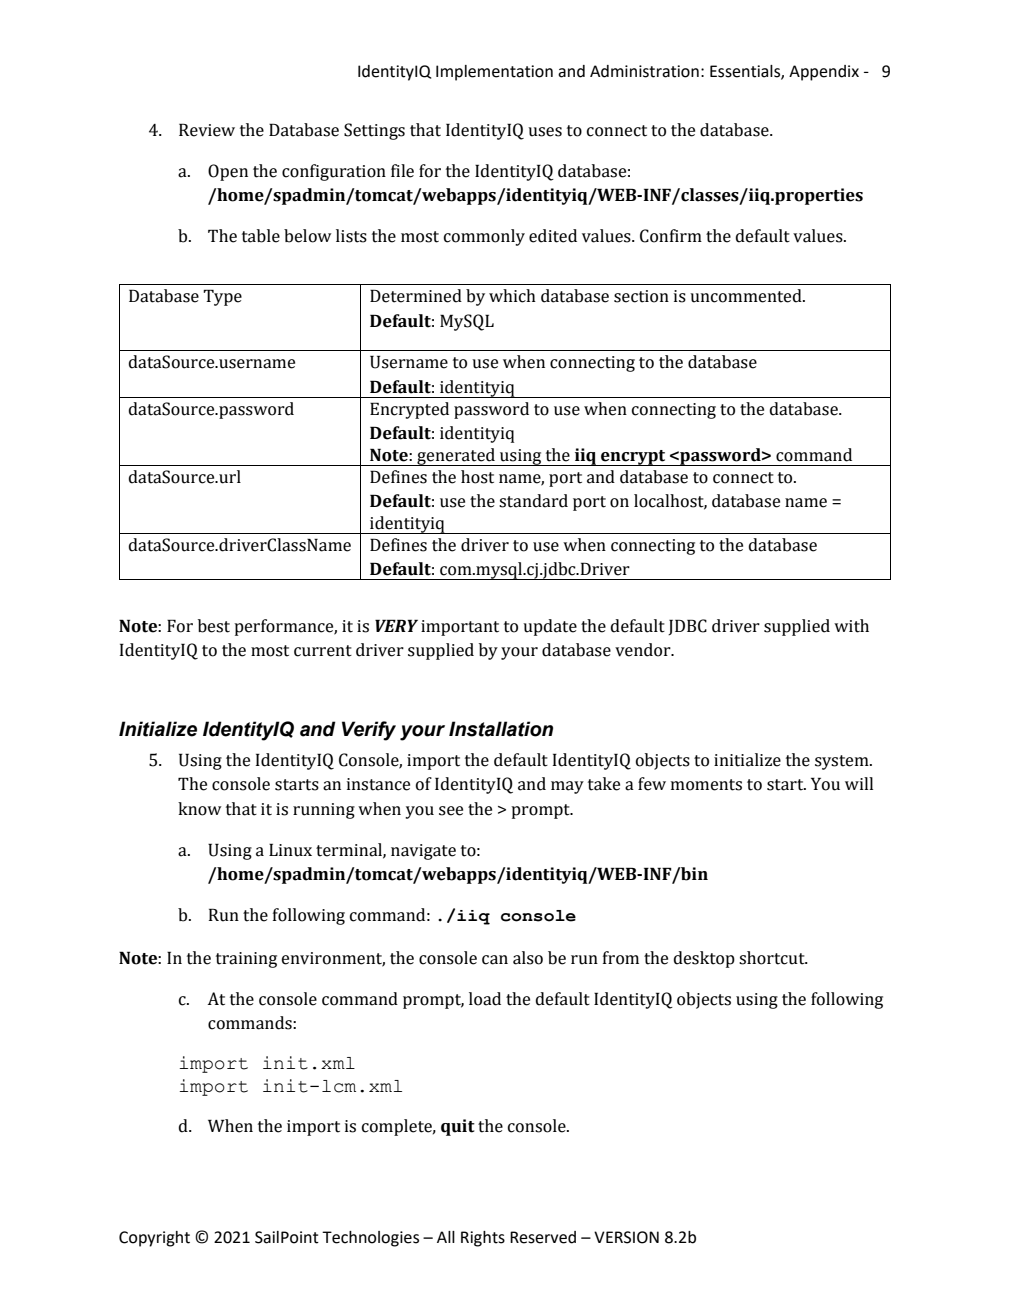 IdentityIQ Implementation and Administration: Essentials, Appendix - 9
4. Review the Database Settings that IdentityIQ uses to connect to the database.
a. Open the configuration file for the IdentityIQ database:
/home/spadmin/tomcat/webapps/identityiq/WEB-INF/classes/iiq.properties
b. The table below lists the most commonly edited values. Confirm the default values.
Database Type
Determined by which database section is uncommented.
Default: MySQL
dataSource.username
Username to use when connecting to the database
Default: identityiq
dataSource.password
Encrypted password to use when connecting to the database.
Default: identityiq
Note: generated using the iiq encrypt <password> command
dataSource.url
Defines the host name, port and database to connect to.
Default: use the standard port on localhost, database name =
identityiq
dataSource.driverClassName
Defines the driver to use when connecting to the database
Default: com.mysql.cj.jdbc.Driver
Note: For best performance, it is VERY important to update the default JDBC driver supplied with
IdentityIQ to the most current driver supplied by your database vendor.
Initialize IdentityIQ and Verify your Installation
5. Using the IdentityIQ Console, import the default IdentityIQ objects to initialize the system.
The console starts an instance of IdentityIQ and may take a few moments to start. You will
know that it is running when you see the > prompt.
a. Using a Linux terminal, navigate to:
/home/spadmin/tomcat/webapps/identityiq/WEB-INF/bin
b. Run the following command: ./iiq console
Note: In the training environment, the console can also be run from the desktop shortcut.
c. At the console command prompt, load the default IdentityIQ objects using the following
commands:
import init.xml
import init-lcm.xml
d. When the import is complete, quit the console.
Copyright © 2021 SailPoint Technologies – All Rights Reserved – VERSION 8.2b